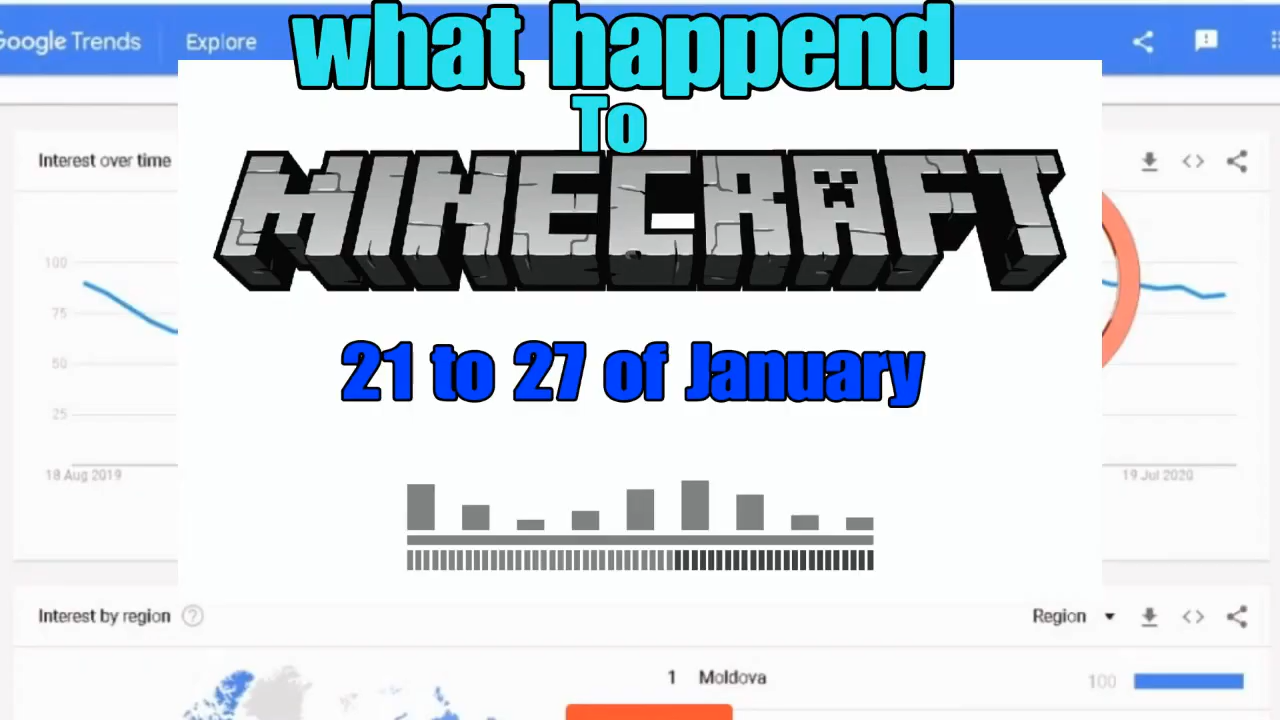 what happend
Google Trends
Explore
To
Interest over time
MINECRAFT
100
75
50
25
18 Aug 2019
19 Jul 2020
21 to 27 of January
Interest by region ?
Region
1 Moldova
100